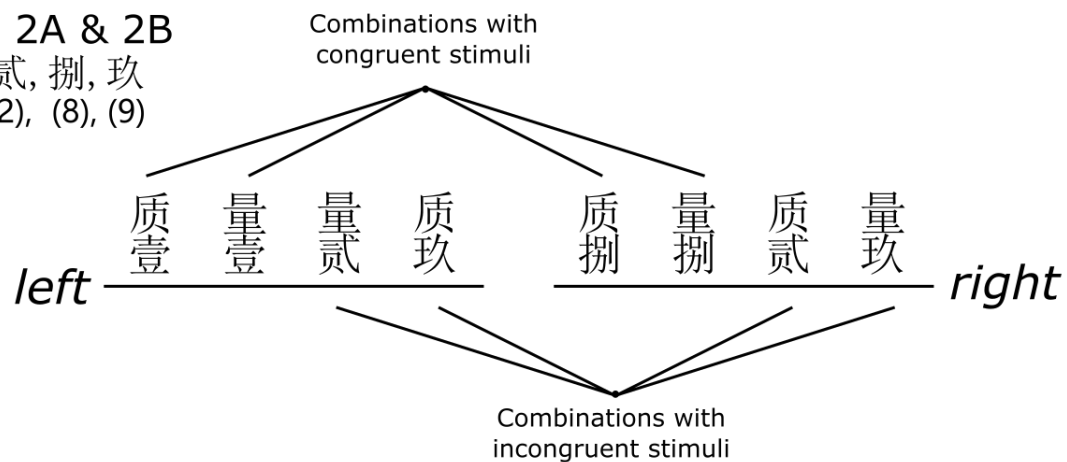 2A & 2B
贰, 捌, 玖
2), (8), (9)
Combinations with
congruent stimuli
质 量 量 质 质 量 质 量
壹 壹 贰 玖 捌 捌 贰 玖
left right
Combinations with
incongruent stimuli